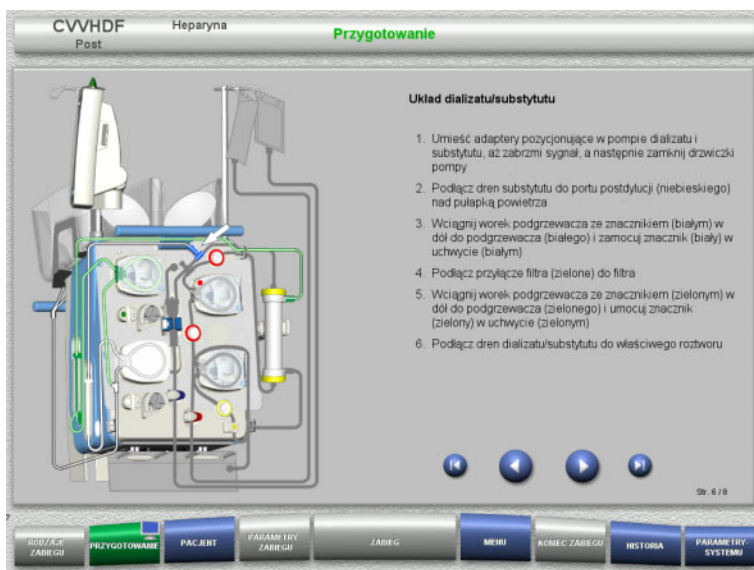 CVVHDF
Post
Heparyna
Przygotowanie
Układ dializatu/substytutu
1. Umieść adaptery pozycjonujące w pompie dializatu i
substytutu, aż zabrzmi sygnał, a następnie zamknij drzwiczki
pompy
2. Podłącz dren substytutu do portu postdylucji (niebieskiego)
nad pułapką powietrza
3. Wciągnij worek podgrzewacza ze znacznikiem (białym) w
dół do podgrzewacza (białego) i zamocuj znacznik (biały) w
uchwycie (białym)
4. Podłącz przyłącze filtra (zielone) do filtra
5. Wciągnij worek podgrzewacza ze znacznikiem (zielonym) w
dół do podgrzewacza (zielonego) i umocuj znacznik
(zielony) w uchwycie (zielonym)
6. Podłącz dren dializatu/substytutu do właściwego roztworu
Str. 6 / 8
RODZAJE
ZABIEGU
PRZYGOTOWANIE
PACJENT
PARAMETRY
ZABIEGU
ZABIEG
MENU
KONIEC ZABIEGU
HISTORIA
PARAMETRY-
SYSTEMU